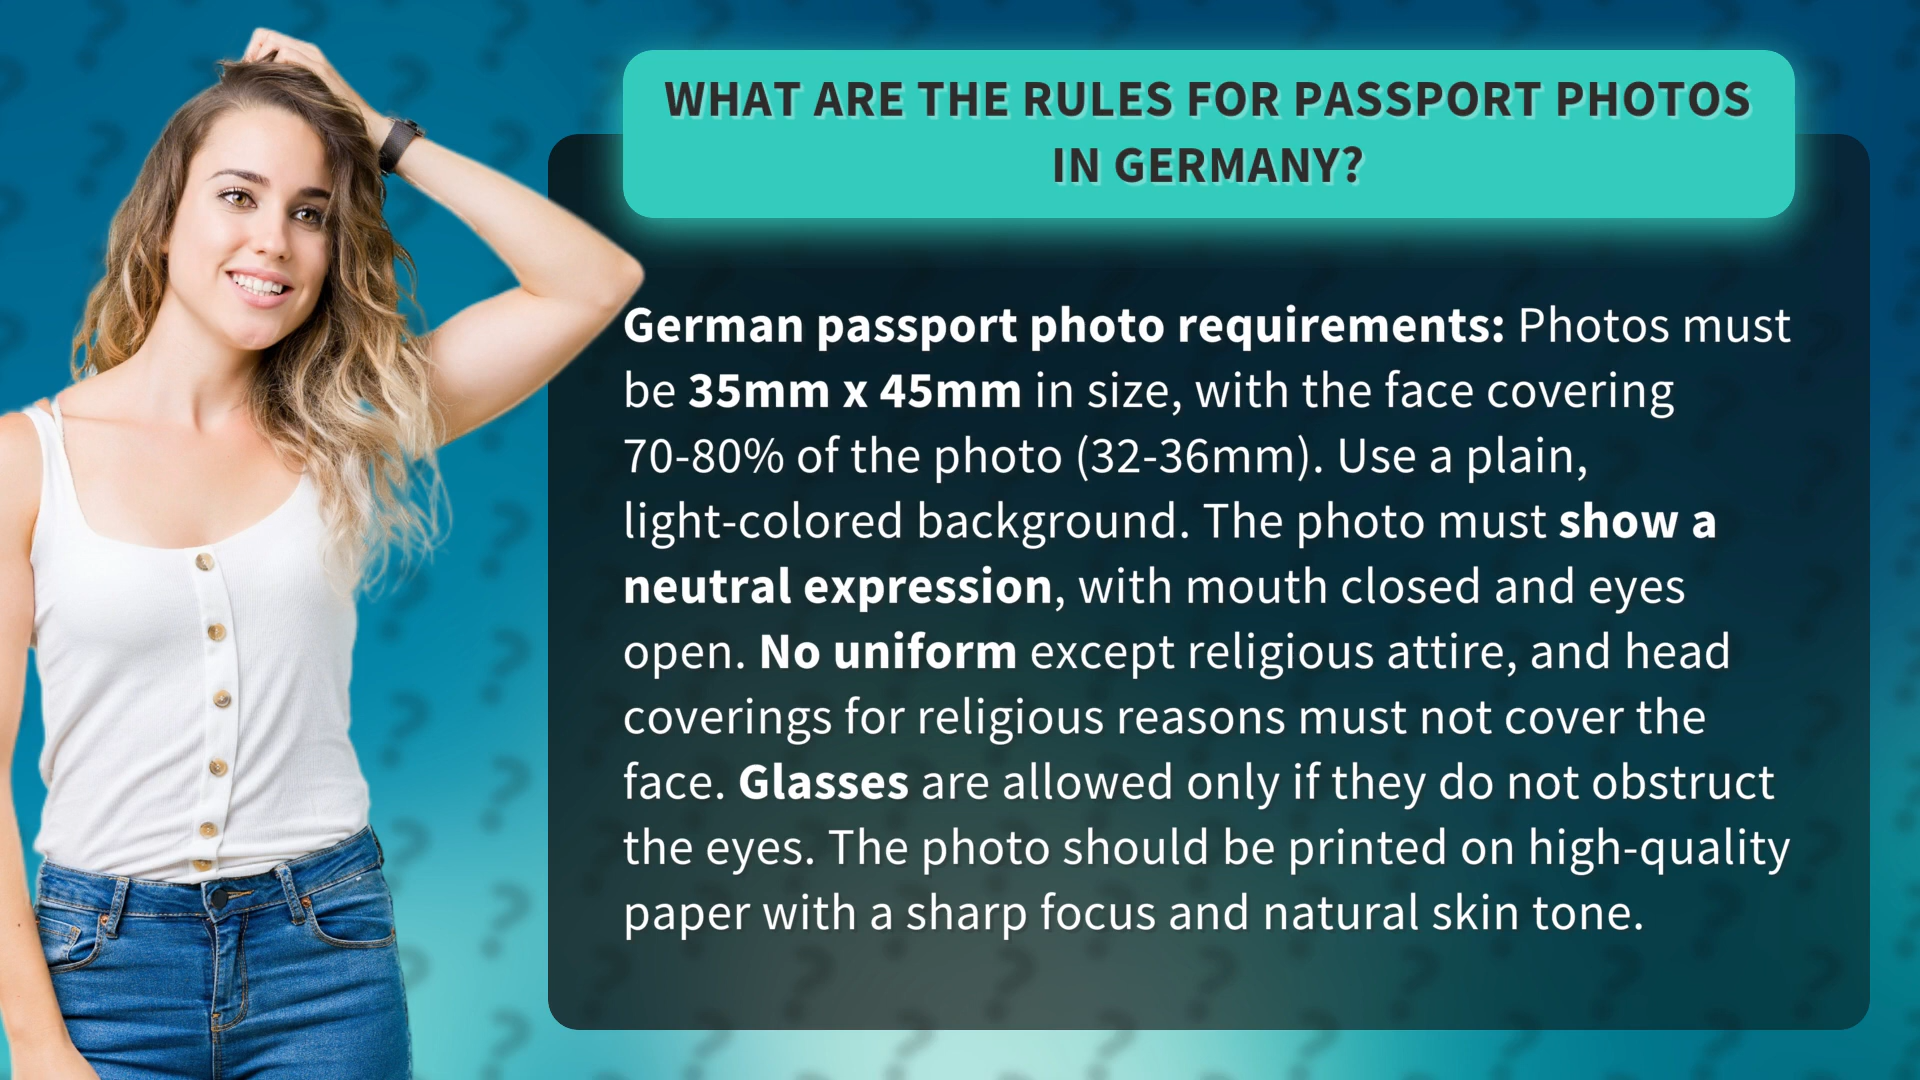 WHAT ARE THE RULES FOR PASSPORT PHOTOS
IN GERMANY?
German passport photo requirements: Photos must
be 35mm x 45mm in size, with the face covering
70-80% of the photo (32-36mm). Use a plain,
light-colored background. The photo must show a
neutral expression, with mouth closed and eyes
open. No uniform except religious attire, and head
coverings for religious reasons must not cover the
face. Glasses are allowed only if they do not obstruct
the eyes. The photo should be printed on high-quality
paper with a sharp focus and natural skin tone.